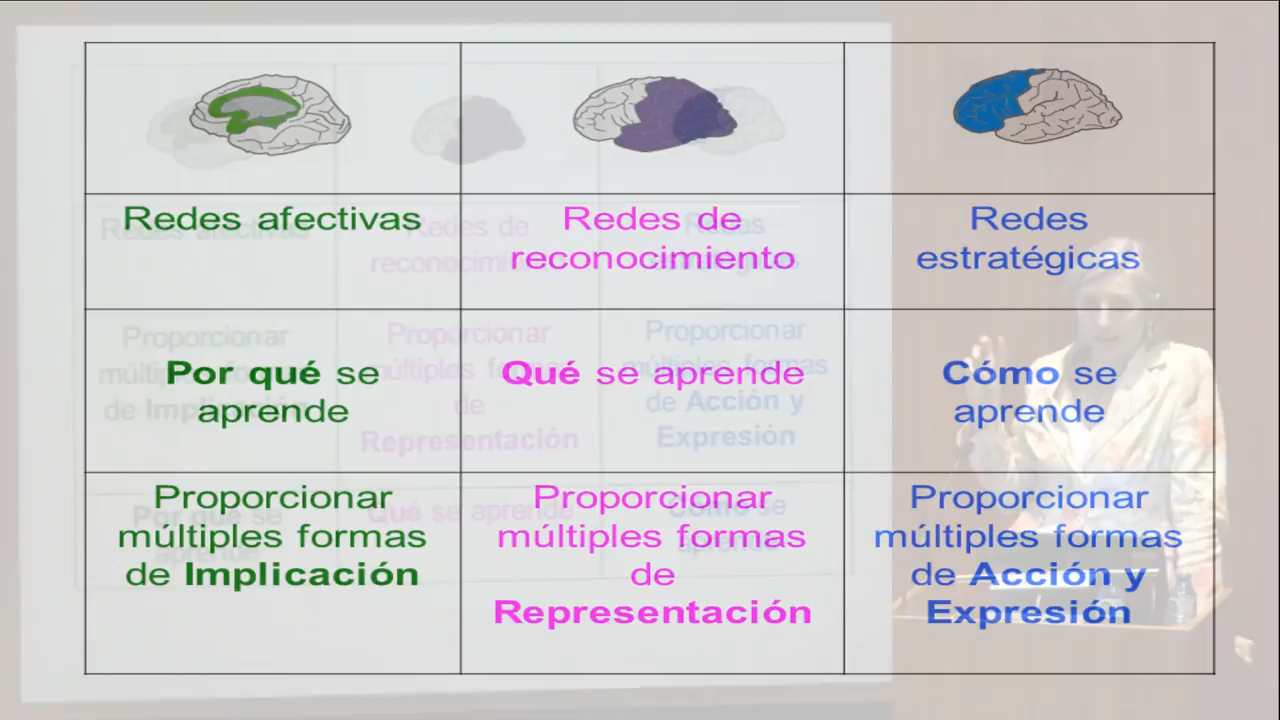 Redes afectivas
Redes de
reconocimiento
Redes
estratégicas
Por qué se
aprende
Qué se aprende
Cómo se
aprende
Proporcionar
múltiples formas
de Implicación
Proporcionar
múltiples formas
de
Representación
Proporcionar
múltiples formas
de Acción y
Expresión